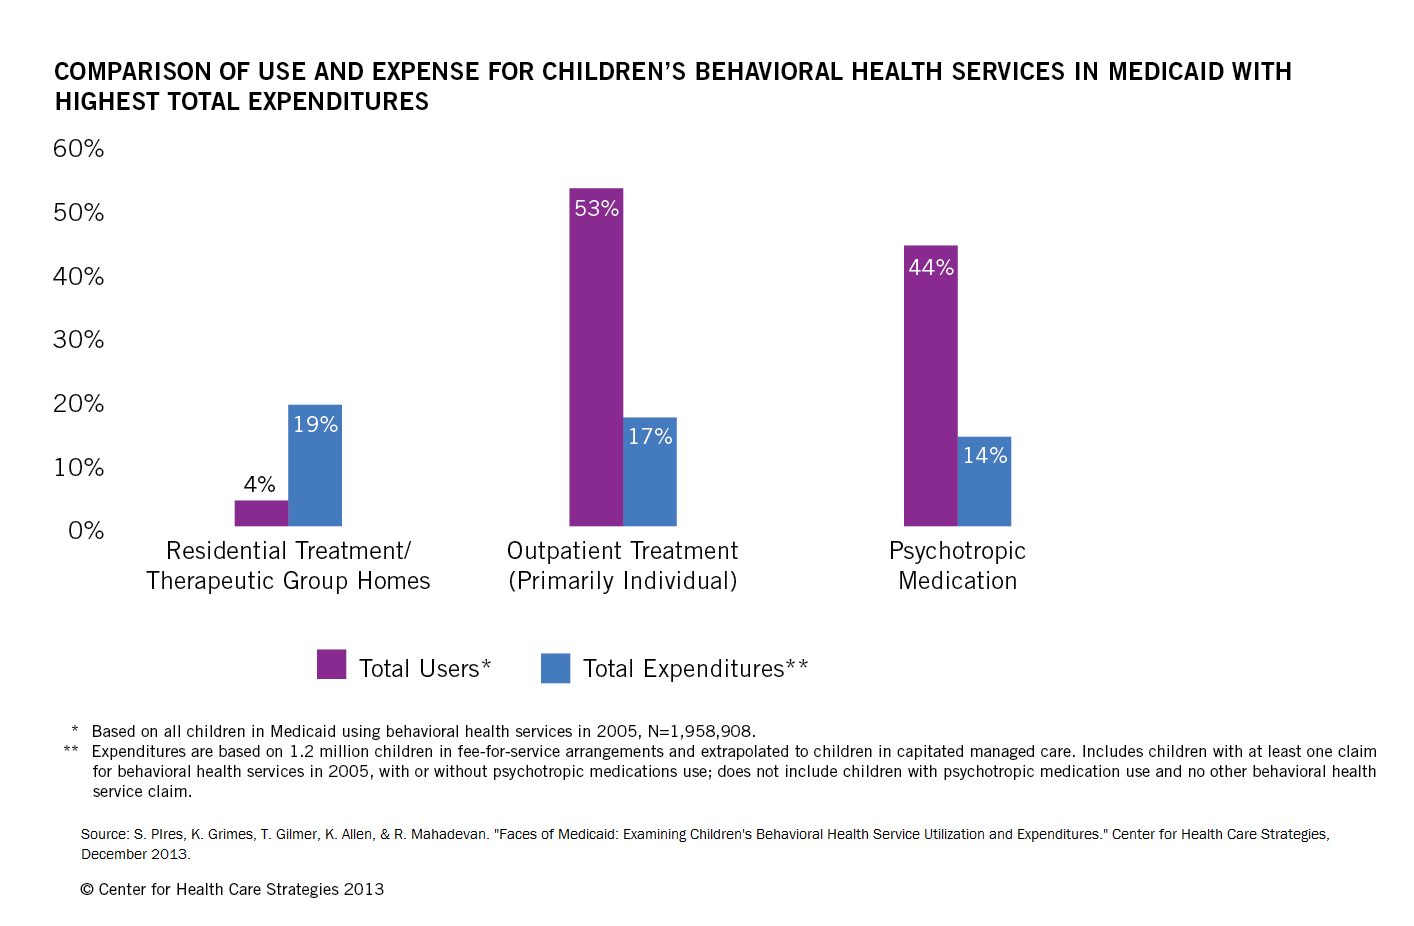 COMPARISON OF USE AND EXPENSE FOR CHILDREN’S BEHAVIORAL HEALTH SERVICES IN MEDICAID WITH
HIGHEST TOTAL EXPENDITURES
60%
50%
40%
30%
20%
10%
0%
4%
19%
53%
17%
44%
14%
Residential Treatment/
Therapeutic Group Homes
Outpatient Treatment
(Primarily Individual)
Psychotropic
Medication
Total Users*
Total Expenditures**
* Based on all children in Medicaid using behavioral health services in 2005, N=1,958,908.
** Expenditures are based on 1.2 million children in fee-for-service arrangements and extrapolated to children in capitated managed care. Includes children with at least one claim
for behavioral health services in 2005, with or without psychotropic medications use; does not include children with psychotropic medication use and no other behavioral health
service claim.
Source: S. PIres, K. Grimes, T. Gilmer, K. Allen, & R. Mahadevan. "Faces of Medicaid: Examining Children's Behavioral Health Service Utilization and Expenditures." Center for Health Care Strategies,
December 2013.
© Center for Health Care Strategies 2013